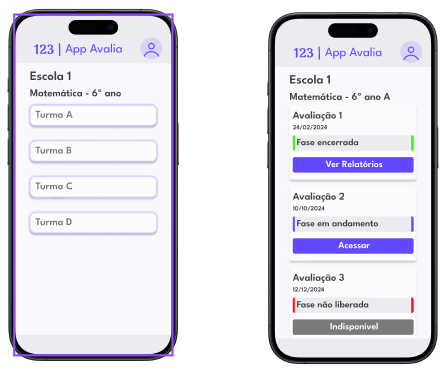 123 | App Avalia
Escola 1
Matemática - 6º ano
Turma A
Turma B
Turma C
Turma D
123 | App Avalia
Escola 1
Matemática - 6º ano A
Avaliação 1
24/02/2024
Fase encerrada
Ver Relatórios
Avaliação 2
10/10/2024
Fase em andamento
Acessar
Avaliação 3
12/12/2024
Fase não liberada
Indisponível